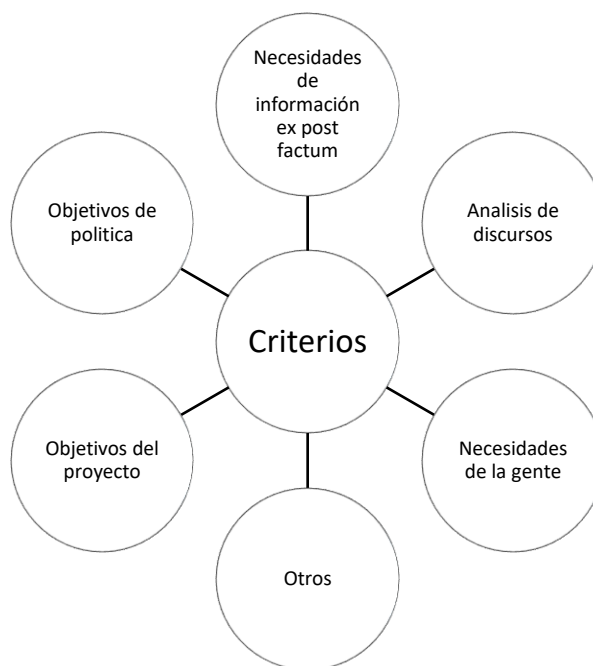 Necesidades
de
información
ex post
factum
Objetivos de
politica
Analisis de
discursos
Criterios
Objetivos del
proyecto
Necesidades
de la gente
Otros